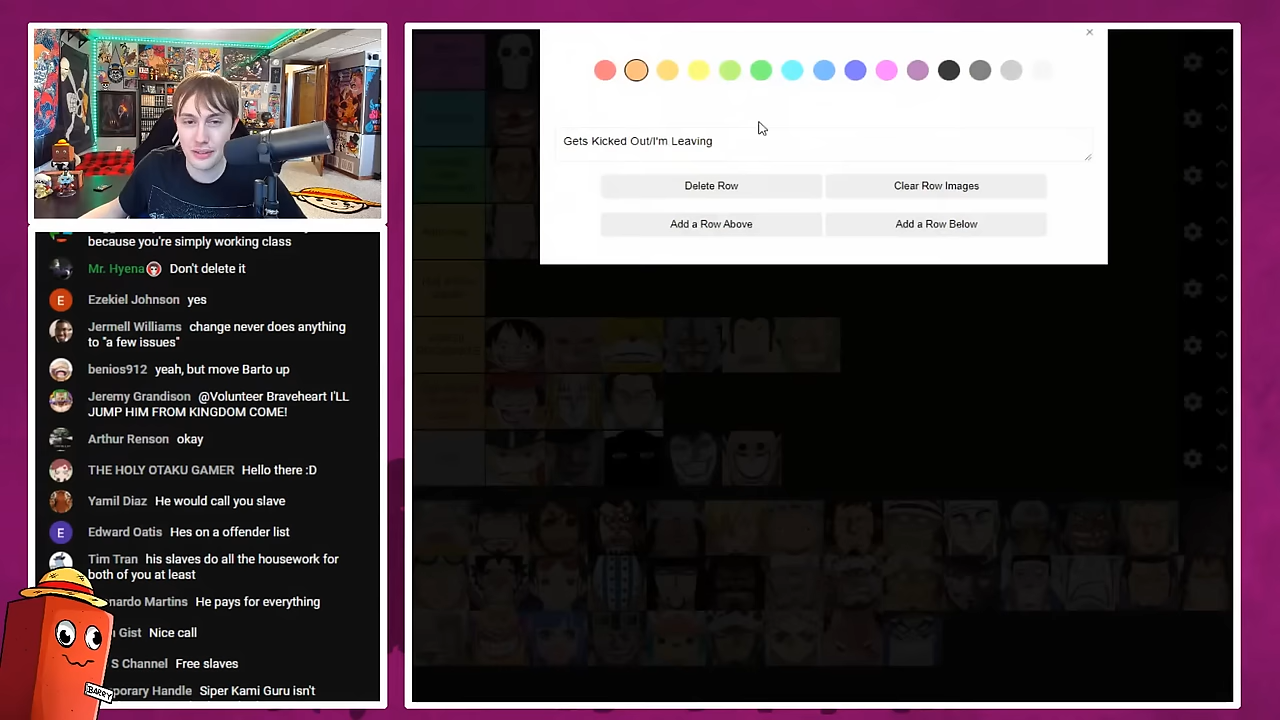 because you're simply working class
Mr. Hyena Don't delete it
E Ezekiel Johnson yes
Jermell Williams change never does anything
to "a few issues"
benios912 yeah, but move Barto up
Jeremy Grandison @Volunteer Braveheart I'LL
JUMP HIM FROM KINGDOM COME!
Arthur Renson okay
THE HOLY OTAKU GAMER Hello there :D
Yamil Diaz He would call you slave
E Edward Oatis Hes on a offender list
Tim Tran his slaves do all the housework for
both of you at least
nardo Martins He pays for everything
Gist Nice call
S Channel Free slaves
porary Handle Siper Kami Guru isn't
BARRY
×
Gets Kicked Out/I'm Leaving
Delete Row
Clear Row Images
Add a Row Above
Add a Row Below